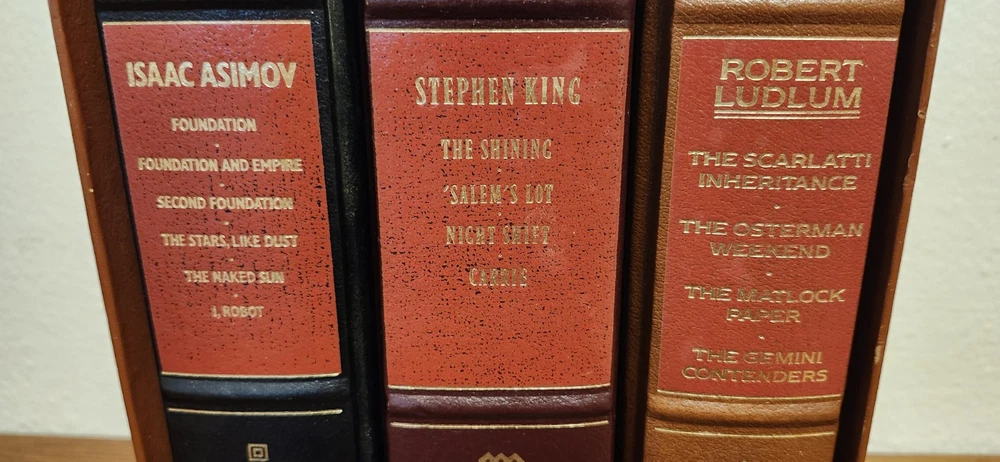 ISAAC ASIMOV
FOUNDATION
FOUNDATION AND EMPIRE
SECOND FOUNDATION
THE STARS, LIKE DUST
THE NAKED SUN
I, ROBOT
STEPHEN KING
THE SHINING
'SALEM'S LOT
NIGHT SHIFT
CARRIE
ROBERT
LUDLUM
THE SCARLATTI
INHERITANCE
THE OSTERMAN
WEEKEND
THE MATLOCK
PAPER
THE GEMINI
CONTENDERS